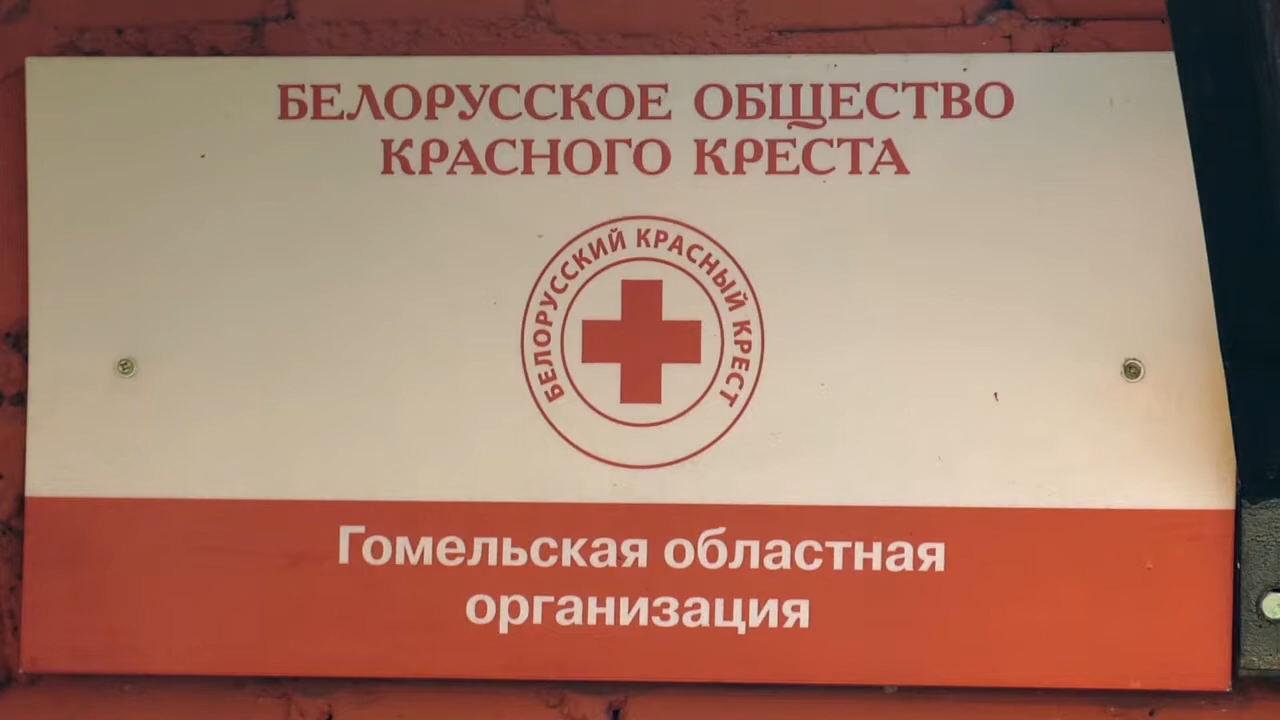 БЕЛОРУССКОЕ ОБЩЕСТВО
КРАСНОГО КРЕСТА
БЕЛОРУССКИЙ КРАСНЫЙ КРЕСТ
Гомельская областная
организация